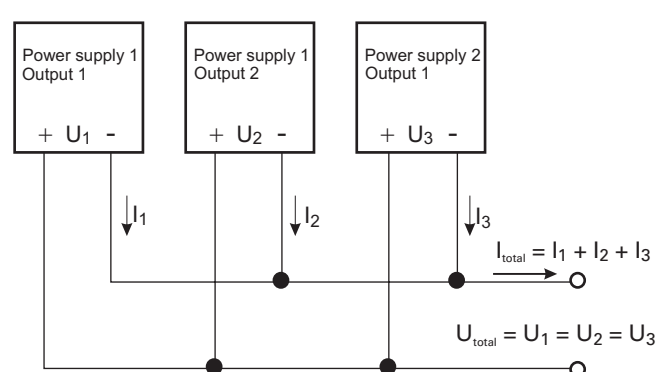 Power supply 1
Output 1
+ U₁ -
Power supply 1
Output 2
+ U₂ -
Power supply 2
Output 1
+ U₃ -
I₁
I₂
I₃
Iₜₒₜₐₗ = I₁ + I₂ + I₃
Uₜₒₜₐₗ = U₁ = U₂ = U₃